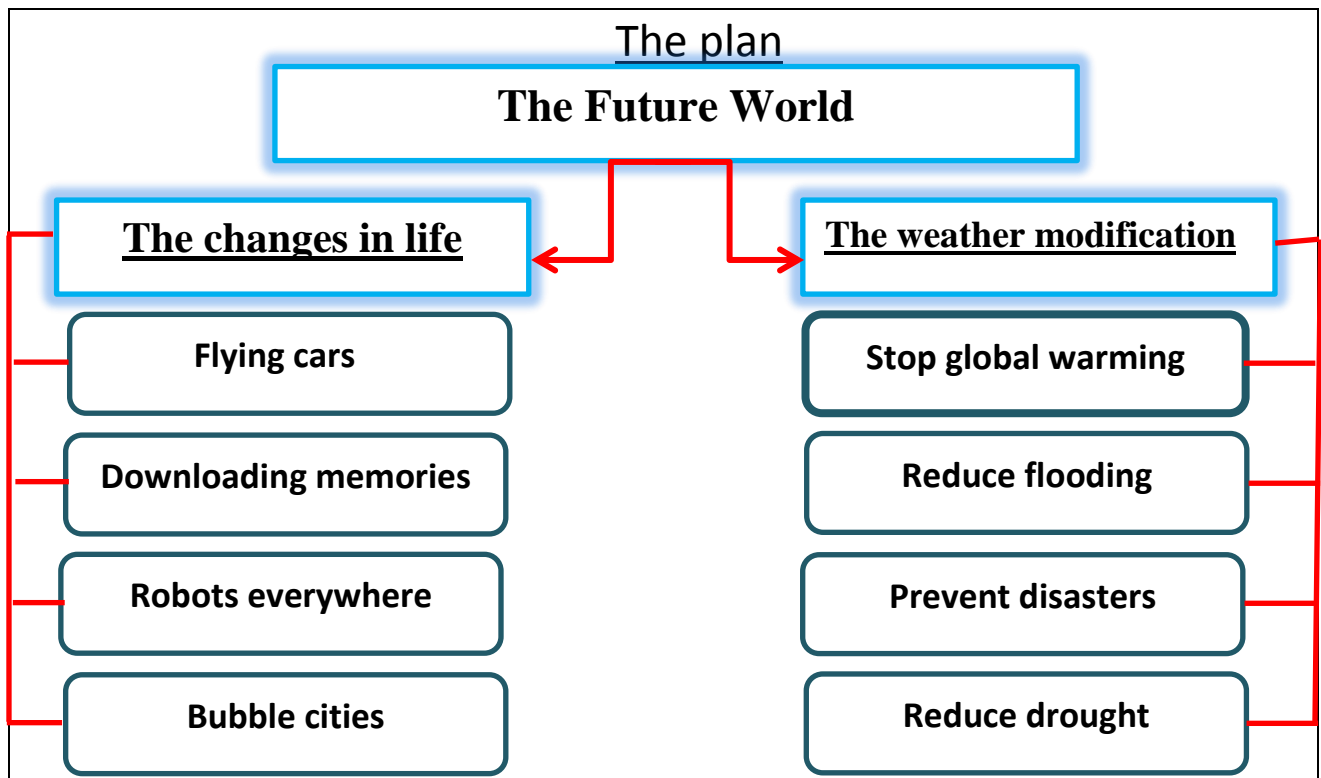 The plan
The Future World
The changes in life
The weather modification
Flying cars
Stop global warming
Downloading memories
Reduce flooding
Robots everywhere
Prevent disasters
Bubble cities
Reduce drought